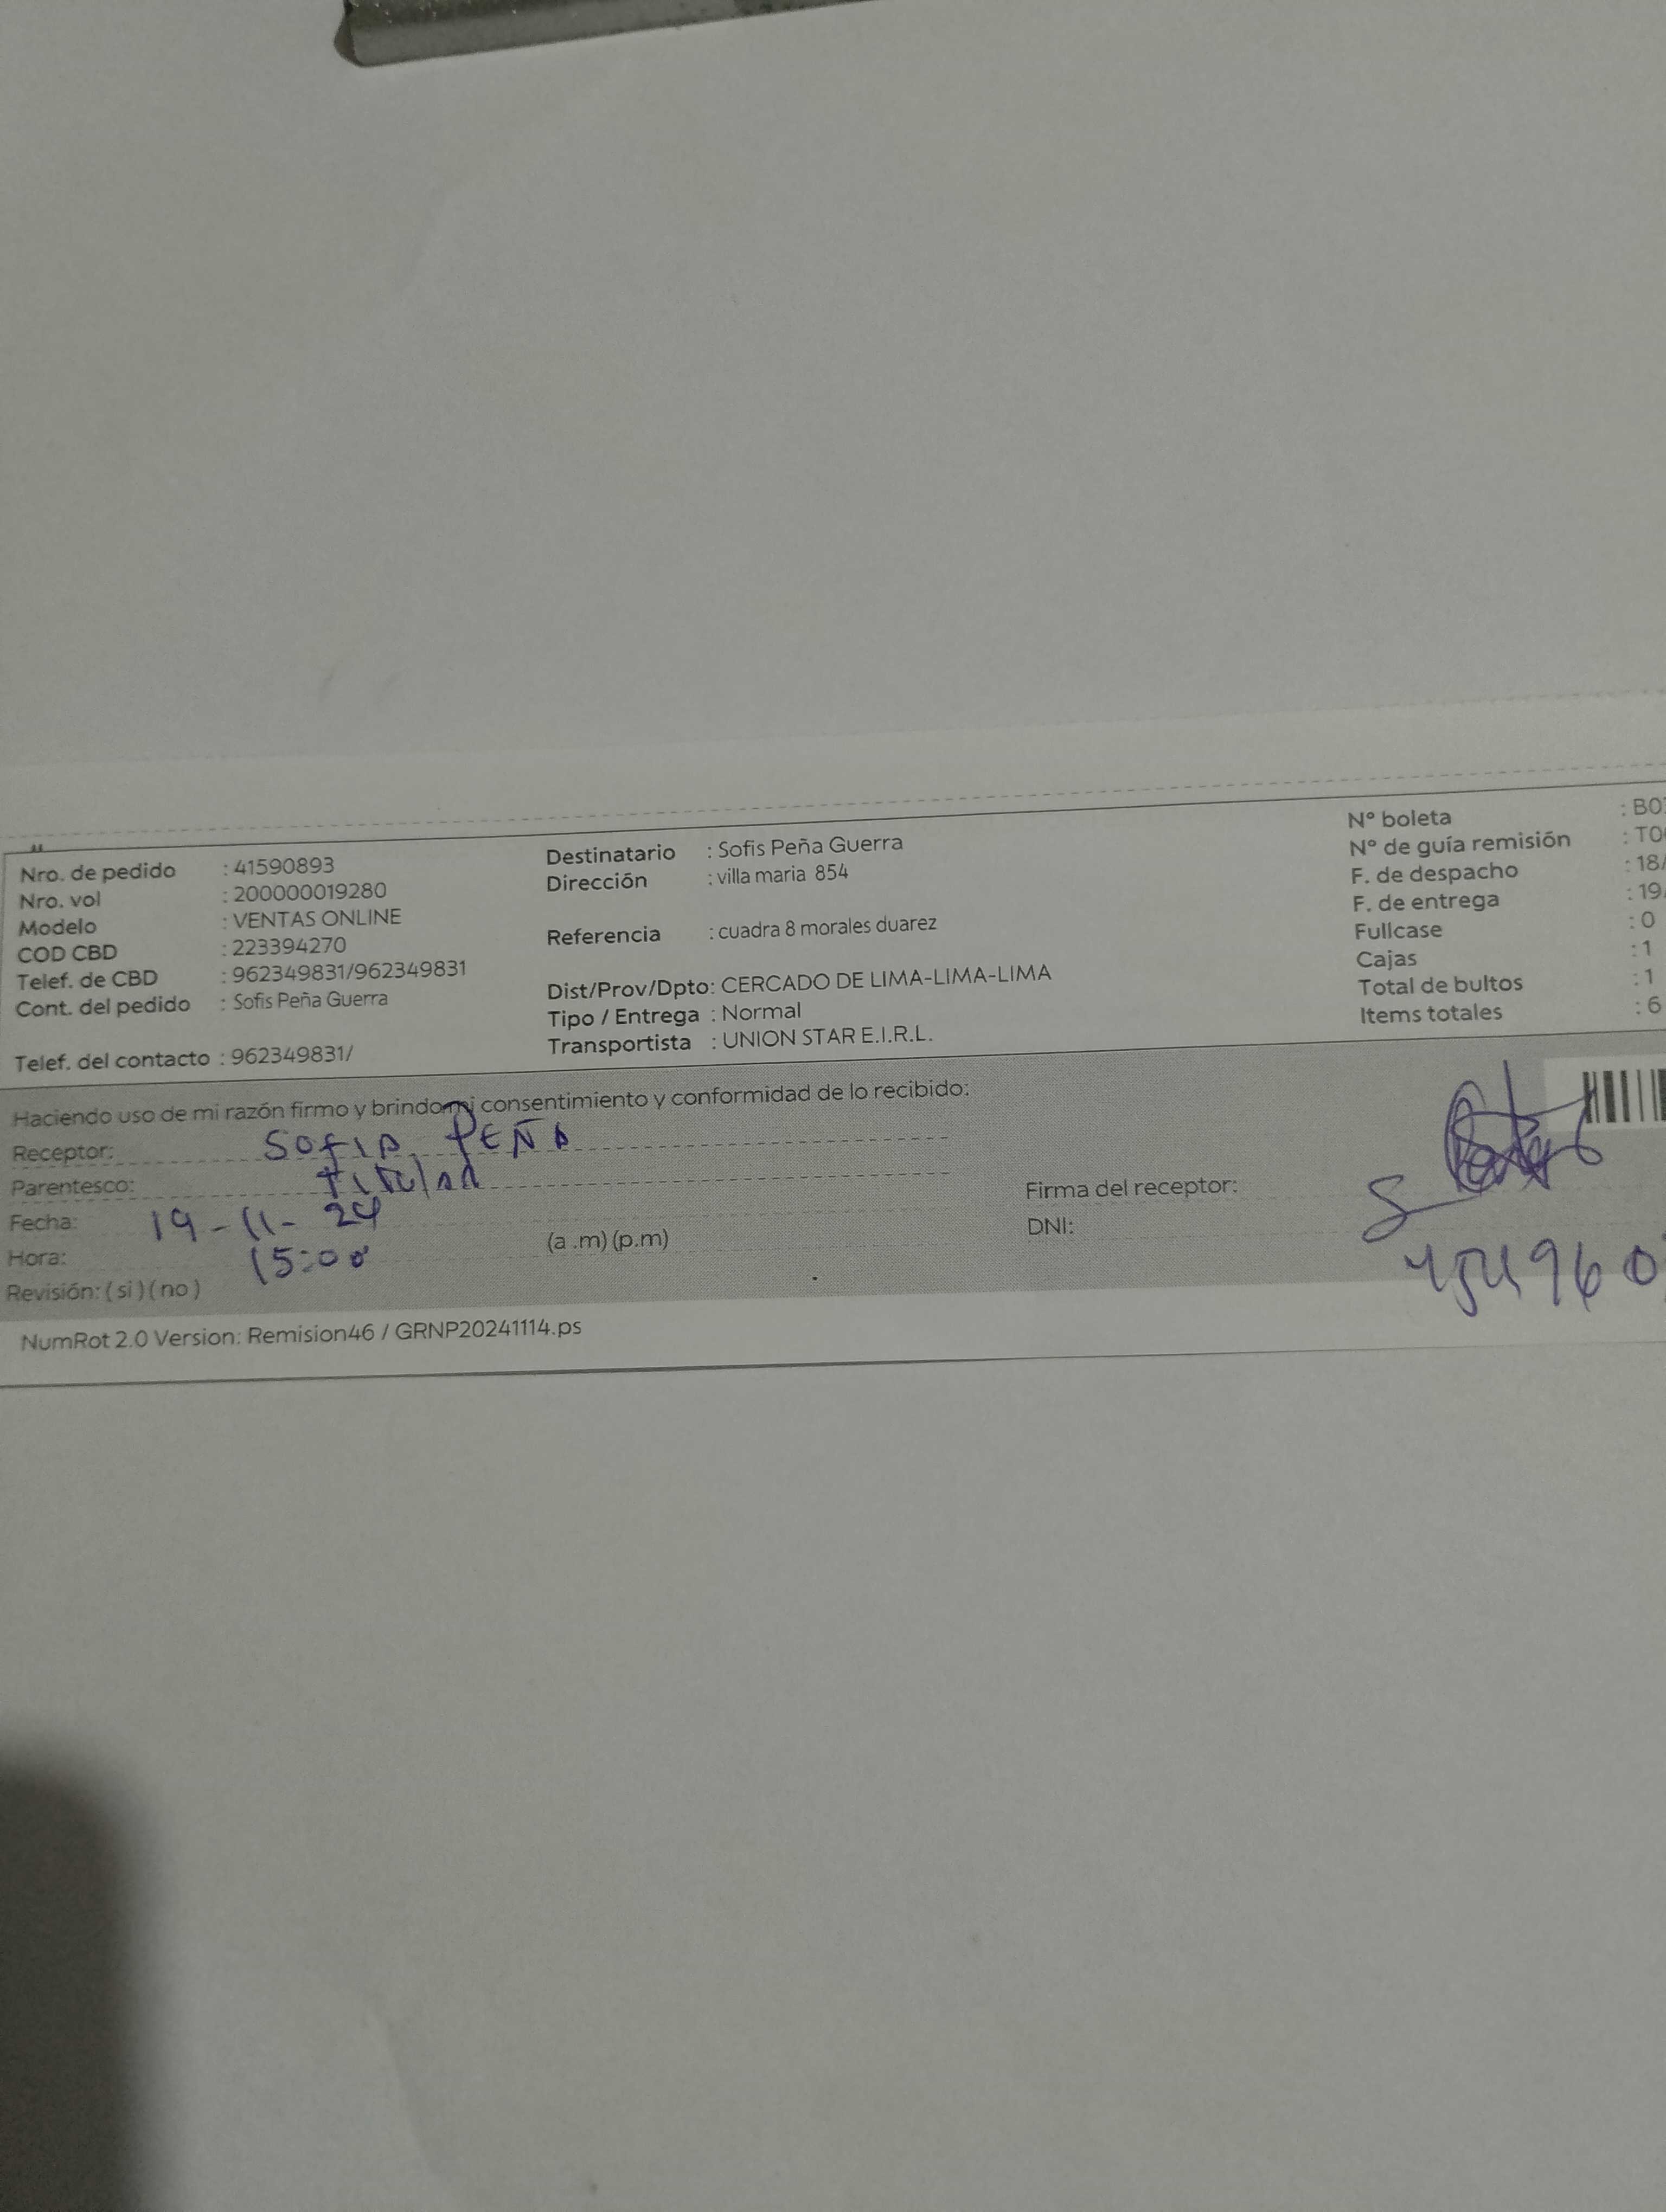 Nro. de pedido : 41590893
Nro. vol : 200000019280
Modelo : VENTAS ONLINE
COD CBD : 223394270
Telef. de CBD : 962349831/962349831
Cont. del pedido : Sofis Peña Guerra
Telef. del contacto : 962349831/
Destinatario : Sofis Peña Guerra
Dirección : villa maria 854
Referencia : cuadra 8 morales duarez
Dist/Prov/Dpto: CERCADO DE LIMA-LIMA-LIMA
Tipo / Entrega : Normal
Transportista : UNION STAR E.I.R.L.
N° boleta : B0
N° de guía remisión : T0
F. de despacho : 18/
F. de entrega : 19
Fullcase : 0
Cajas : 1
Total de bultos : 1
Items totales : 6
Haciendo uso de mi razón firmo y brindo mi consentimiento y conformidad de lo recibido:
Receptor: SOFIA PEÑA
Parentesco: titular
Fecha: 19-11-24
Hora: 15:00 (a .m) (p.m)
Revisión: ( si ) ( no )
Firma del receptor:
DNI:
NumRot 2.0 Version: Remision46 / GRNP20241114.ps